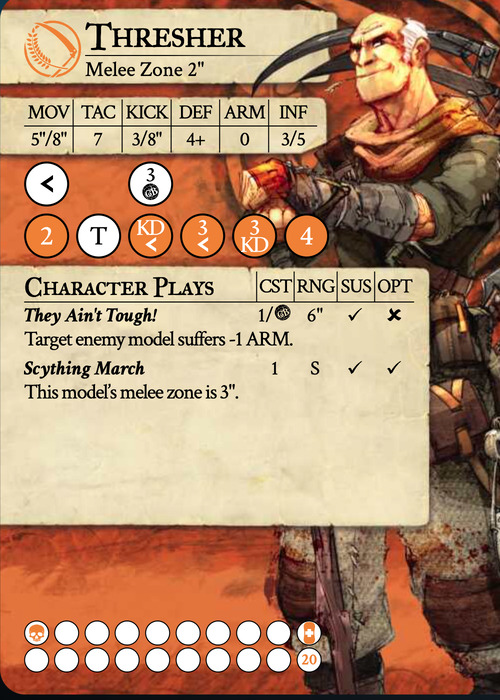 THRESHER
Melee Zone 2"
MOV TAC KICK DEF ARM INF
5"/8" 7 3/8" 4+ 0 3/5
< 3 GB
2 T KD < 3 < 3 KD 4
CHARACTER PLAYS CST RNG SUS OPT
They Ain't Tough! 1/GB 6" ✓ ✘
Target enemy model suffers -1 ARM.
Scything March 1 S ✓ ✓
This model's melee zone is 3".
20